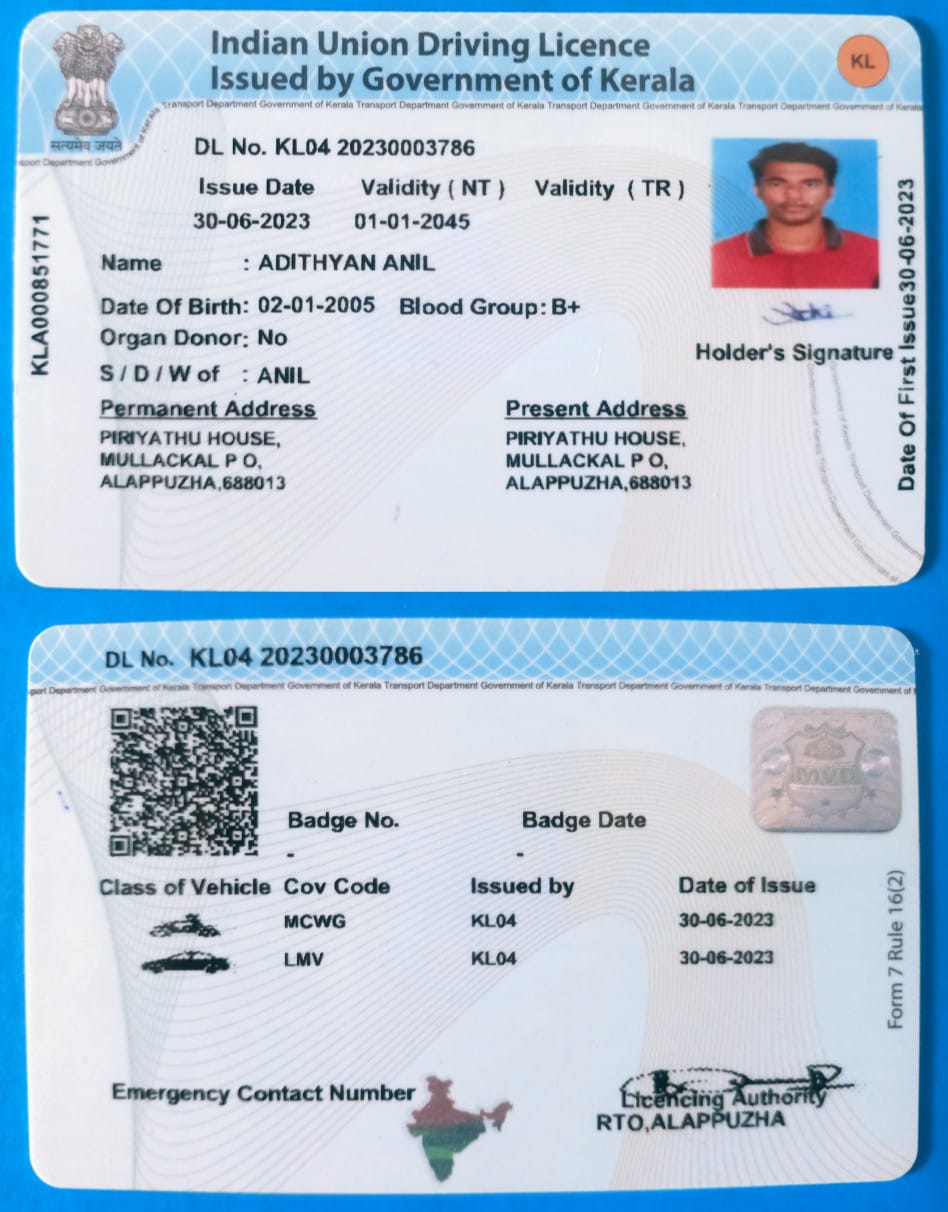 Indian Union Driving Licence
Issued by Government of Kerala
KL
Transport Department Government of Kerala Transport Department Government of Kerala Transport Department Government of Kerala Transport Department Government of Kerala
सत्यमेव जयते
DL No. KL04 20230003786
Issue Date Validity ( NT ) Validity ( TR )
30-06-2023 01-01-2045
Name : ADITHYAN ANIL
Date Of Birth: 02-01-2005 Blood Group: B+
Organ Donor: No
S / D / W of : ANIL
Permanent Address Present Address
PIRIYATHU HOUSE, PIRIYATHU HOUSE,
MULLACKAL P O, MULLACKAL P O,
ALAPPUZHA,688013 ALAPPUZHA,688013
KLA000851771
Holder's Signature
Date Of First Issue30-06-2023
DL No. KL04 20230003786
port Department Government of Kerala Transport Department Government of Kerala Transport Department Government of Kerala Transport Department Government of Kerala Transport Department Government of
Badge No. Badge Date
- -
Class of Vehicle Cov Code Issued by Date of Issue
MCWG KL04 30-06-2023
LMV KL04 30-06-2023
Form 7 Rule 16(2)
Emergency Contact Number
Licencing Authority
RTO,ALAPPUZHA